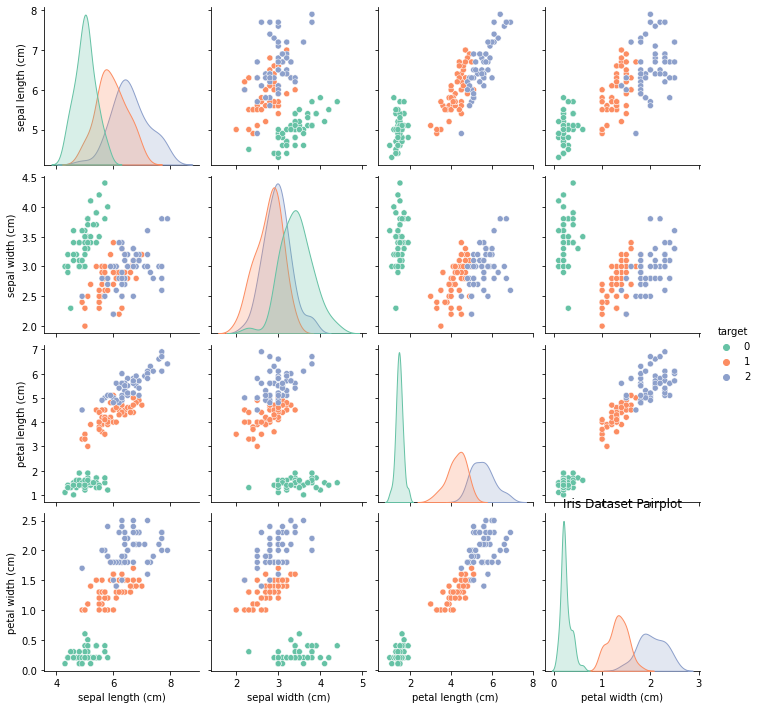 8
7
6
5
sepal length (cm)
4.5
4.0
3.5
3.0
2.5
2.0
sepal width (cm)
target
0
1
2
7
6
5
4
3
2
1
petal length (cm)
Iris Dataset Pairplot
2.5
2.0
1.5
1.0
0.5
0.0
petal width (cm)
4 6 8
2 3 4 5
2 4 6 8
0 1 2 3
sepal length (cm)
sepal width (cm)
petal length (cm)
petal width (cm)